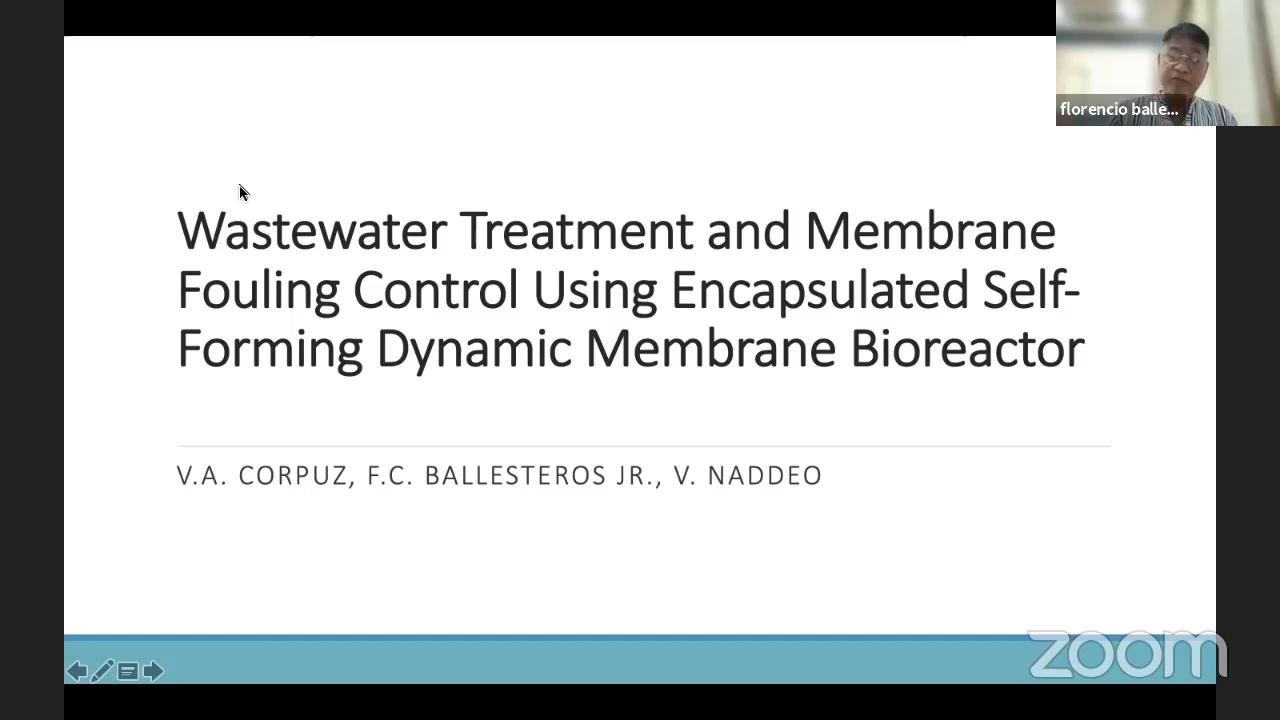 florencio balle...
Wastewater Treatment and Membrane
Fouling Control Using Encapsulated Self-
Forming Dynamic Membrane Bioreactor
V.A. CORPUZ, F.C. BALLESTEROS JR., V. NADDEO
zoom